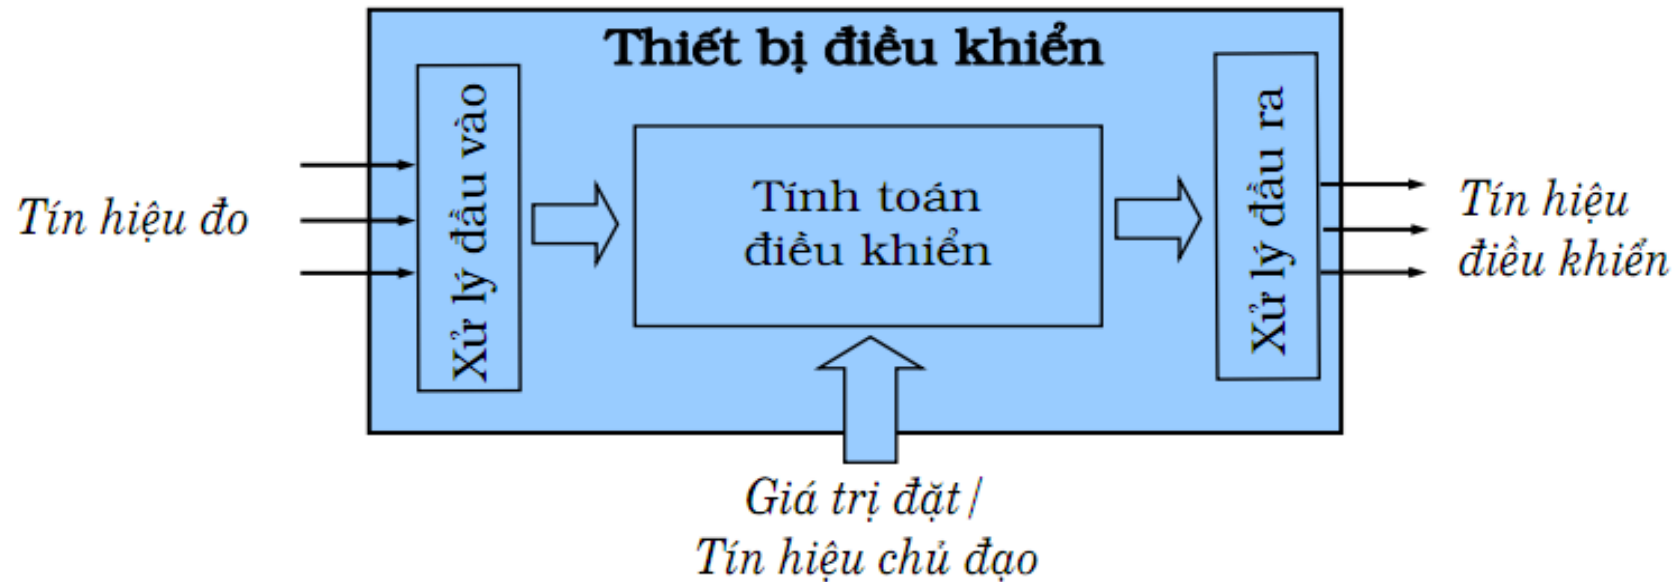 Thiết bị điều khiển
Tín hiệu đo
Xử lý đầu vào
Tính toán
điều khiển
Xử lý đầu ra
Tín hiệu
điều khiển
Giá trị đặt /
Tín hiệu chủ đạo